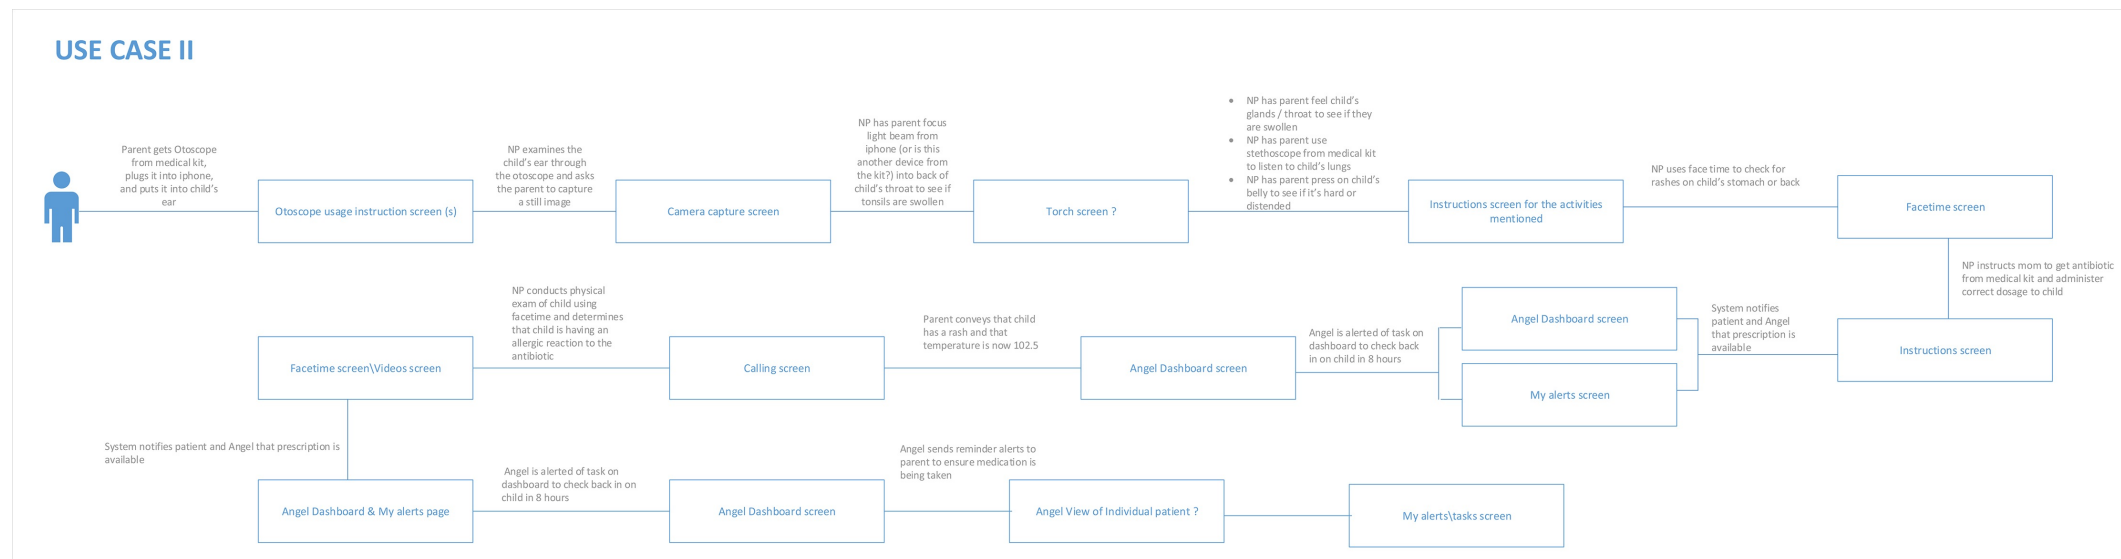 USE CASE II
Parent gets Otoscope
from medical kit,
plugs it into iphone,
and puts it into child's
ear
Otoscope usage instruction screen (s)
NP examines the
child's ear through
the otoscope and asks
the parent to capture
a still image
Camera capture screen
NP has parent focus
light beam from
iphone (or is this
another device from
the kit?) into back of
child's throat to see if
tonsils are swollen
Torch screen ?
• NP has parent feel child's
glands / throat to see if they
are swollen
• NP has parent use
stethoscope from medical kit
to listen to child's lungs
• NP has parent press on child's
belly to see if it's hard or
distended
Instructions screen for the activities
mentioned
NP uses face time to check for
rashes on child's stomach or back
Facetime screen
NP instructs mom to get antibiotic
from medical kit and administer
correct dosage to child
Instructions screen
System notifies
patient and Angel
that prescription is
available
Angel Dashboard screen
My alerts screen
Angel is alerted of task on
dashboard to check back
in on child in 8 hours
Angel Dashboard screen
Parent conveys that child
has a rash and that
temperature is now 102.5
Calling screen
NP conducts physical
exam of child using
facetime and determines
that child is having an
allergic reaction to the
antibiotic
Facetime screen\Videos screen
System notifies patient and Angel that prescription is
available
Angel Dashboard & My alerts page
Angel is alerted of task on
dashboard to check back in on
child in 8 hours
Angel Dashboard screen
Angel sends reminder alerts to
parent to ensure medication is
being taken
Angel View of Individual patient ?
My alerts\tasks screen